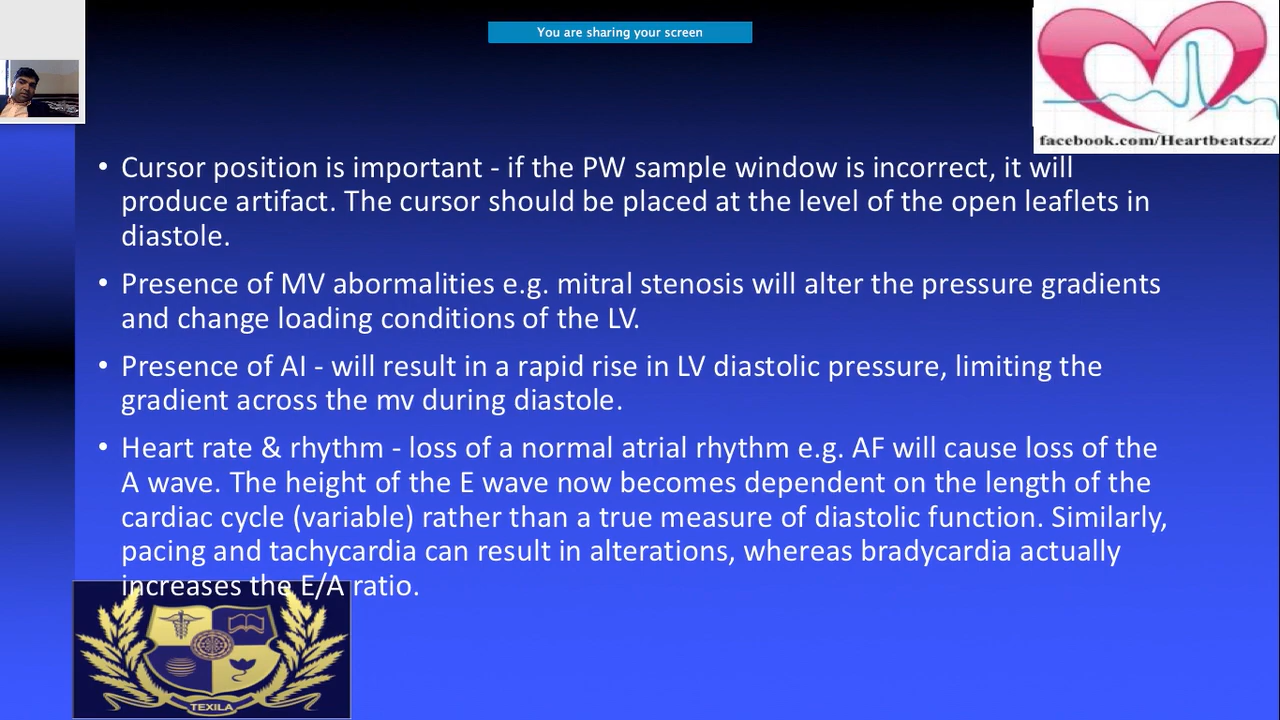 You are sharing your screen
facebook.com/Heartbeatszz/
• Cursor position is important - if the PW sample window is incorrect, it will
produce artifact. The cursor should be placed at the level of the open leaflets in
diastole.
• Presence of MV abormalities e.g. mitral stenosis will alter the pressure gradients
and change loading conditions of the LV.
• Presence of AI - will result in a rapid rise in LV diastolic pressure, limiting the
gradient across the mv during diastole.
• Heart rate & rhythm - loss of a normal atrial rhythm e.g. AF will cause loss of the
A wave. The height of the E wave now becomes dependent on the length of the
cardiac cycle (variable) rather than a true measure of diastolic function. Similarly,
pacing and tachycardia can result in alterations, whereas bradycardia actually
increases the E/A ratio.
TEXILA